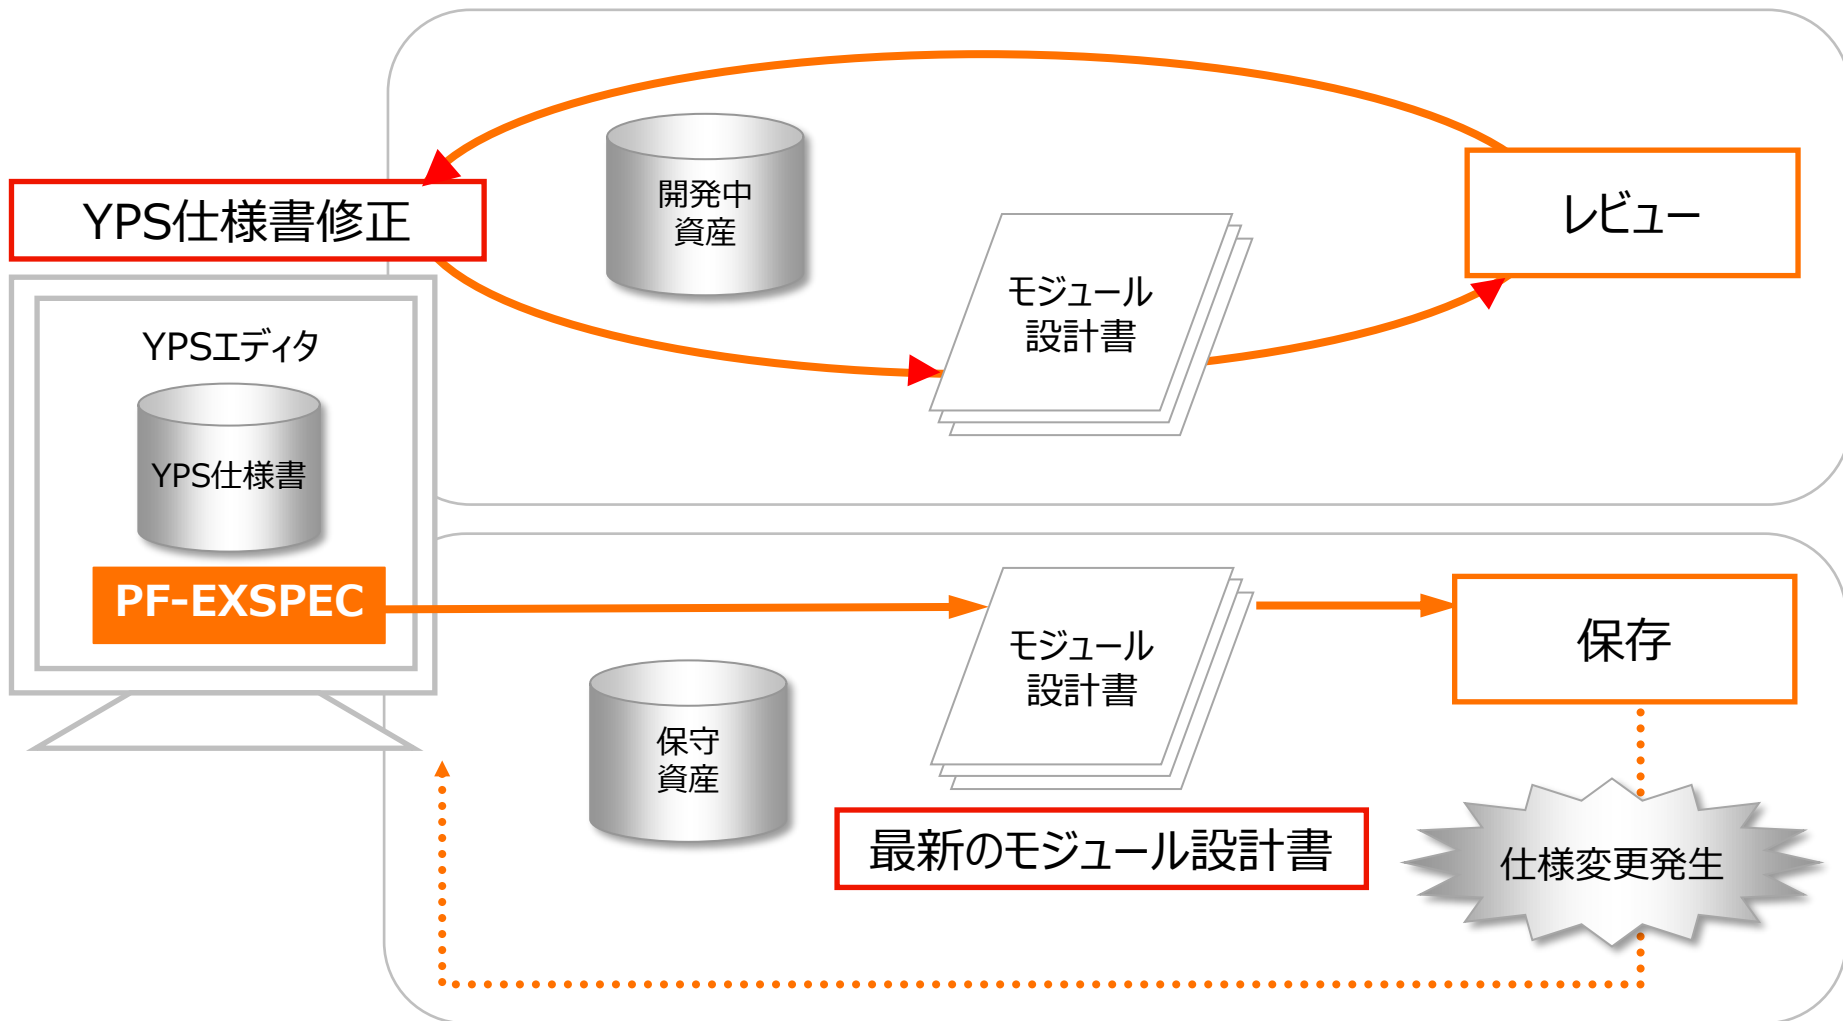 開発中
資産
YPS仕様書修正
レビュー
モジュール
設計書
YPSエディタ
YPS仕様書
PF-EXSPEC
モジュール
設計書
保存
保守
資産
最新のモジュール設計書
仕様変更発生